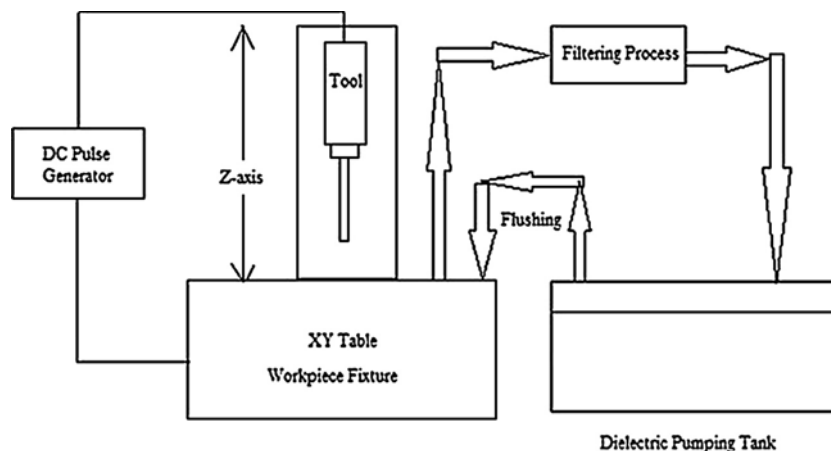 Tool
Filtering Process
DC Pulse
Generator
Z-axis
Flushing
XY Table
Workpiece Fixture
Dielectric Pumping Tank